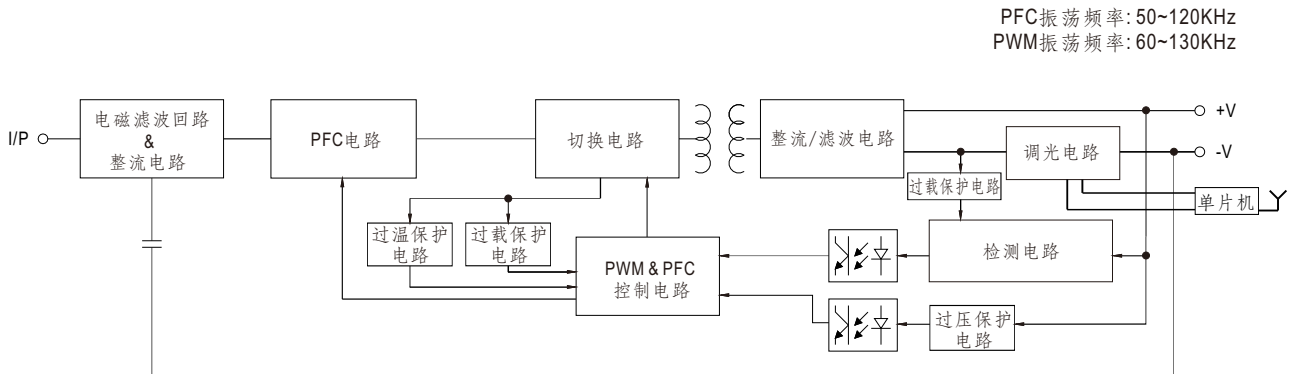 PFC振荡频率: 50~120KHz
PWM振荡频率: 60~130KHz
I/P
电磁滤波回路
&
整流电路
PFC电路
切换电路
整流/滤波电路
调光电路
+V
-V
过载保护电路
单片机
过温保护
电路
过载保护
电路
PWM & PFC
控制电路
检测电路
过压保护
电路